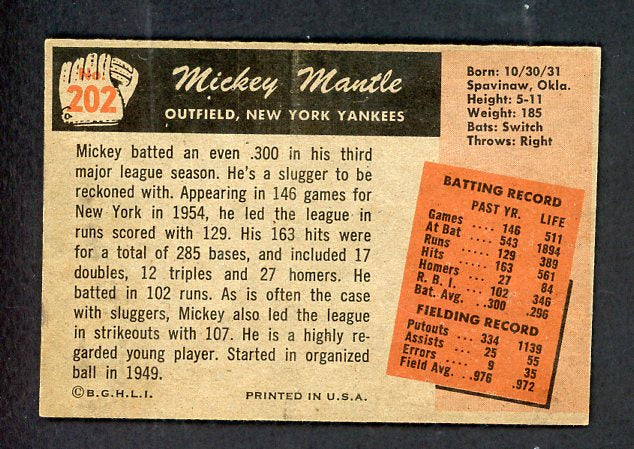 No.
202
Mickey Mantle
OUTFIELD, NEW YORK YANKEES
Born: 10/30/31
Spavinaw, Okla.
Height: 5-11
Weight: 185
Bats: Switch
Throws: Right
Mickey batted an even .300 in his third
major league season. He's a slugger to be
reckoned with. Appearing in 146 games for
New York in 1954, he led the league in
runs scored with 129. His 163 hits were
for a total of 285 bases, and included 17
doubles, 12 triples and 27 homers. He
batted in 102 runs. As is often the case
with sluggers, Mickey also led the league
in strikeouts with 107. He is a highly re-
garded young player. Started in organized
ball in 1949.
BATTING RECORD
PAST YR. LIFE
Games .... 146 511
At Bat .... 543 1894
Runs .... 129 389
Hits .... 163 561
Homers .... 27 84
R. B. I. .... 102 346
Bat. Avg. .. .300 .296
FIELDING RECORD
Putouts ... 334 1139
Assists .... 25 55
Errors .... 9 35
Field Avg. .. .976 .972
©B.G.H.L.I. PRINTED IN U.S.A.